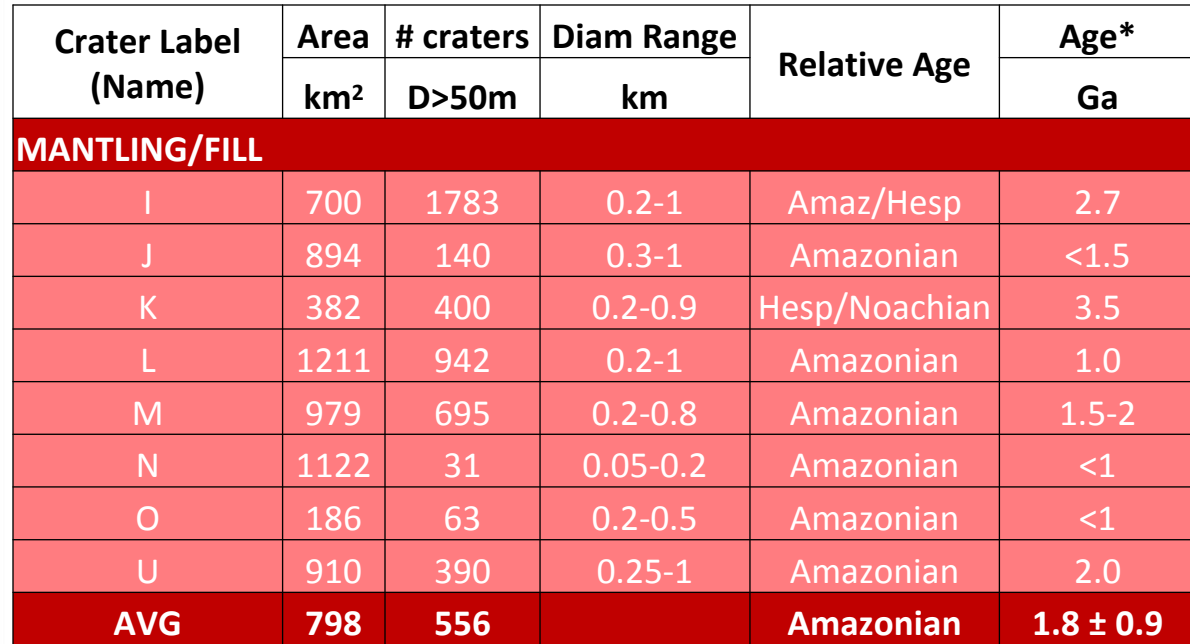 Crater Label (Name) Area # craters Diam Range Relative Age Age*
km² D>50m km Ga
MANTLING/FILL
I 700 1783 0.2-1 Amaz/Hesp 2.7
J 894 140 0.3-1 Amazonian <1.5
K 382 400 0.2-0.9 Hesp/Noachian 3.5
L 1211 942 0.2-1 Amazonian 1.0
M 979 695 0.2-0.8 Amazonian 1.5-2
N 1122 31 0.05-0.2 Amazonian <1
O 186 63 0.2-0.5 Amazonian <1
U 910 390 0.25-1 Amazonian 2.0
AVG 798 556 Amazonian 1.8 ± 0.9